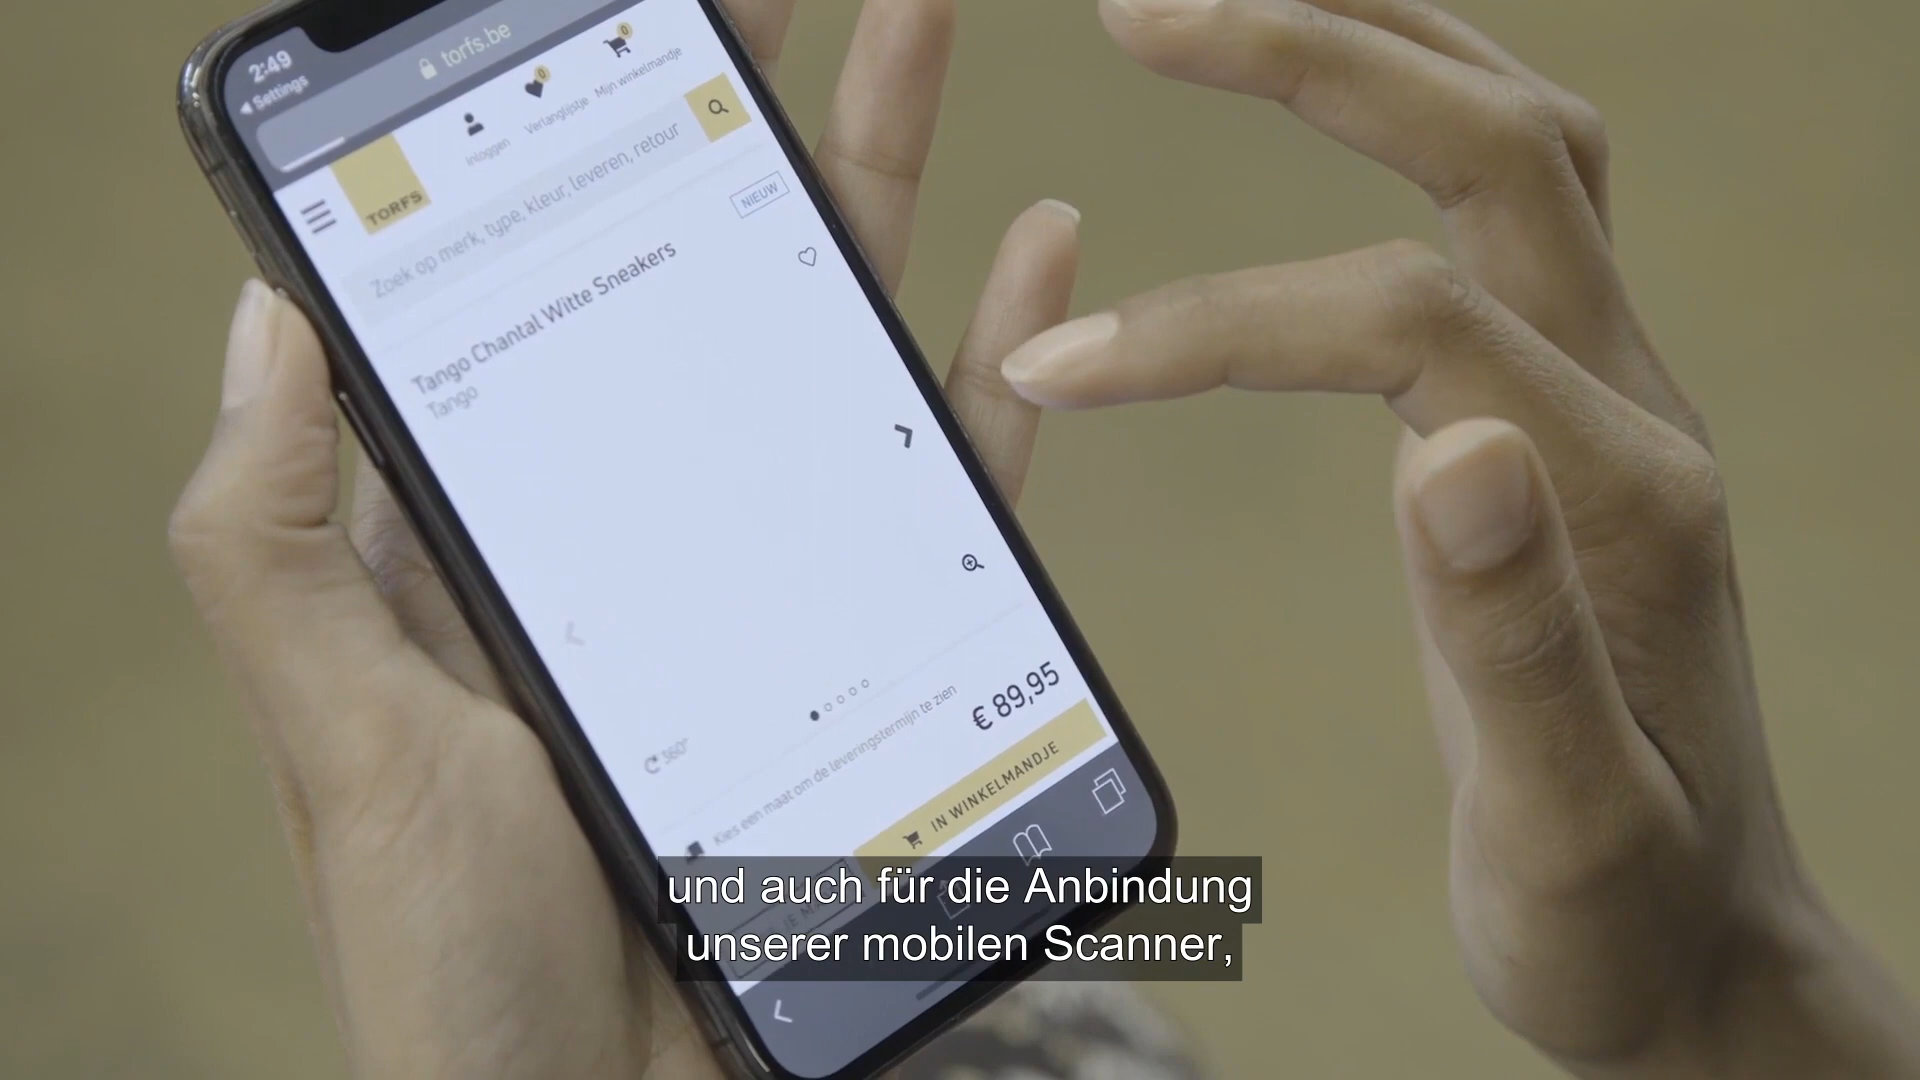 2:49
Settings
torfs.be
0
0
TORFS
inloggen
Verlanglijstje
Mijn winkelmandje
Zoek op merk, type, kleur, leveren, retour
NIEUW
Tango Chantal Witte Sneakers
Tango
360°
Kies een maat om de leveringstermijn te zien
€ 89,95
IN WINKELMANDJE
und auch für die Anbindung
unserer mobilen Scanner,